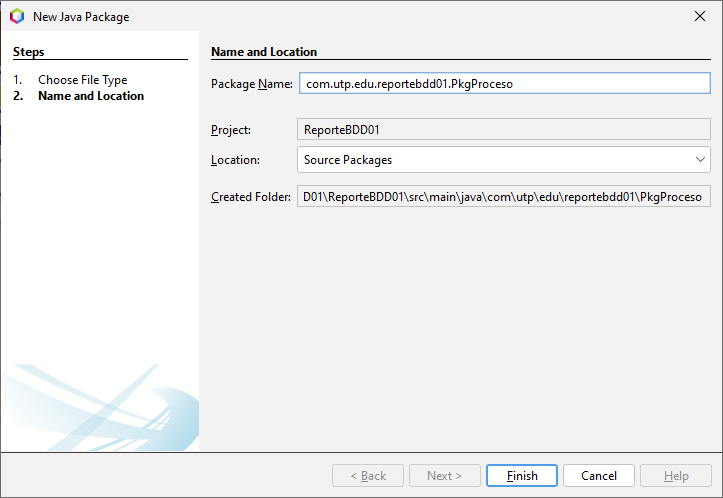 New Java Package
Steps
1. Choose File Type
2. Name and Location
Name and Location
Package Name: com.utp.edu.reportebdd01.PkgProceso
Project: ReporteBDD01
Location: Source Packages
Created Folder: D01\ReporteBDD01\src\main\java\com\utp\edu\reportebdd01\PkgProceso
< Back Next > Finish Cancel Help